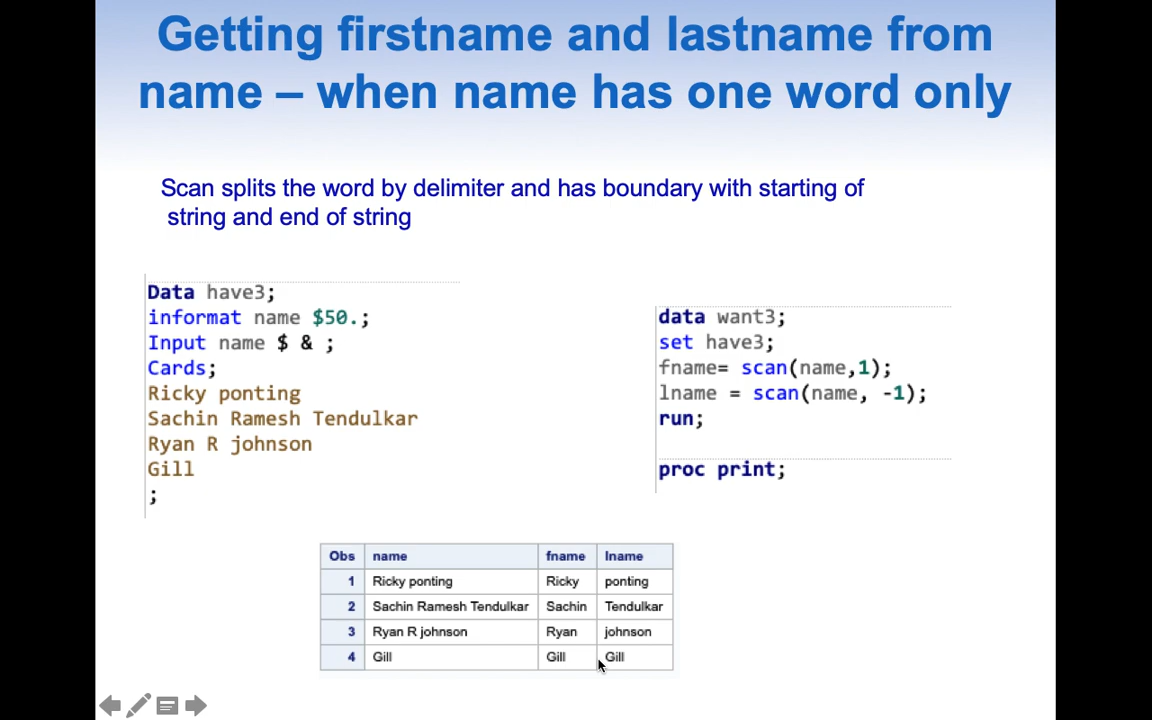 Getting firstname and lastname from
name – when name has one word only
Scan splits the word by delimiter and has boundary with starting of
string and end of string
Data have3;
informat name $50.;
Input name $ & ;
Cards;
Ricky ponting
Sachin Ramesh Tendulkar
Ryan R johnson
Gill
;
data want3;
set have3;
fname= scan(name,1);
lname = scan(name, -1);
run;
proc print;
Obs name fname lname
1 Ricky ponting Ricky ponting
2 Sachin Ramesh Tendulkar Sachin Tendulkar
3 Ryan R johnson Ryan johnson
4 Gill Gill Gill